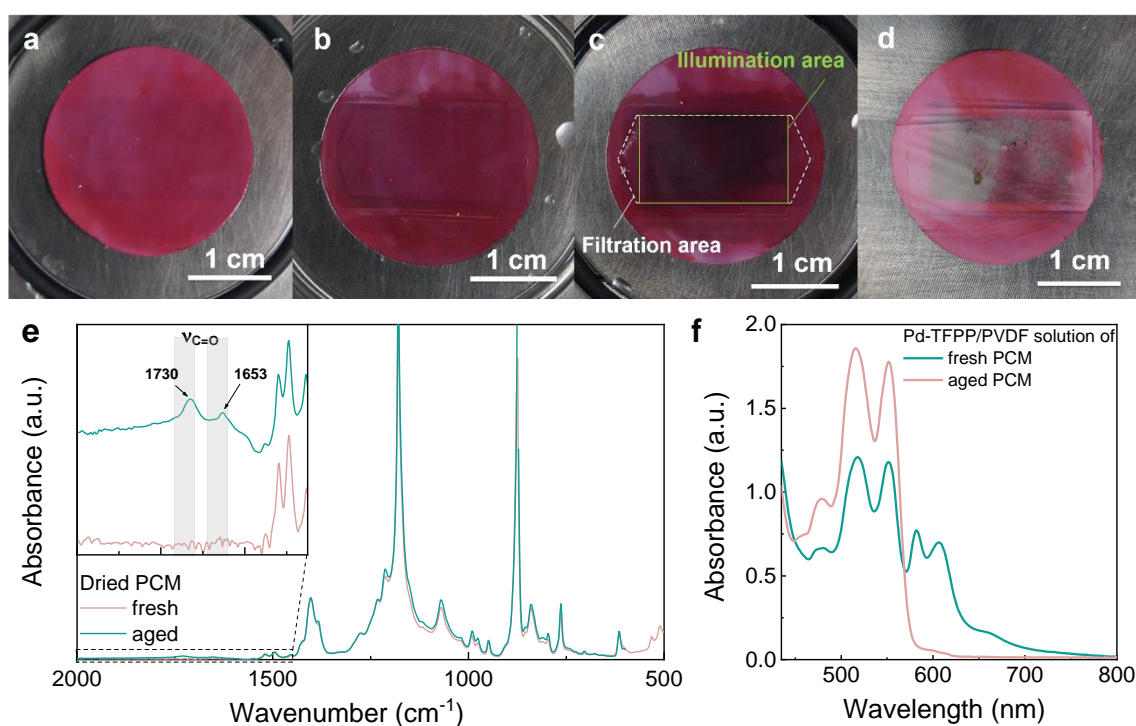 a
b
c
d
Illumination area
Filtration area
1 cm
1 cm
1 cm
1 cm
e
νC=O
1730
1653
Dried PCM
fresh
aged
Absorbance (a.u.)
2000
1500
1000
500
Wavenumber (cm⁻¹)
f
Pd-TFPP/PVDF solution of
fresh PCM
aged PCM
Absorbance (a.u.)
2.0
1.5
1.0
0.5
0.0
500
600
700
800
Wavelength (nm)